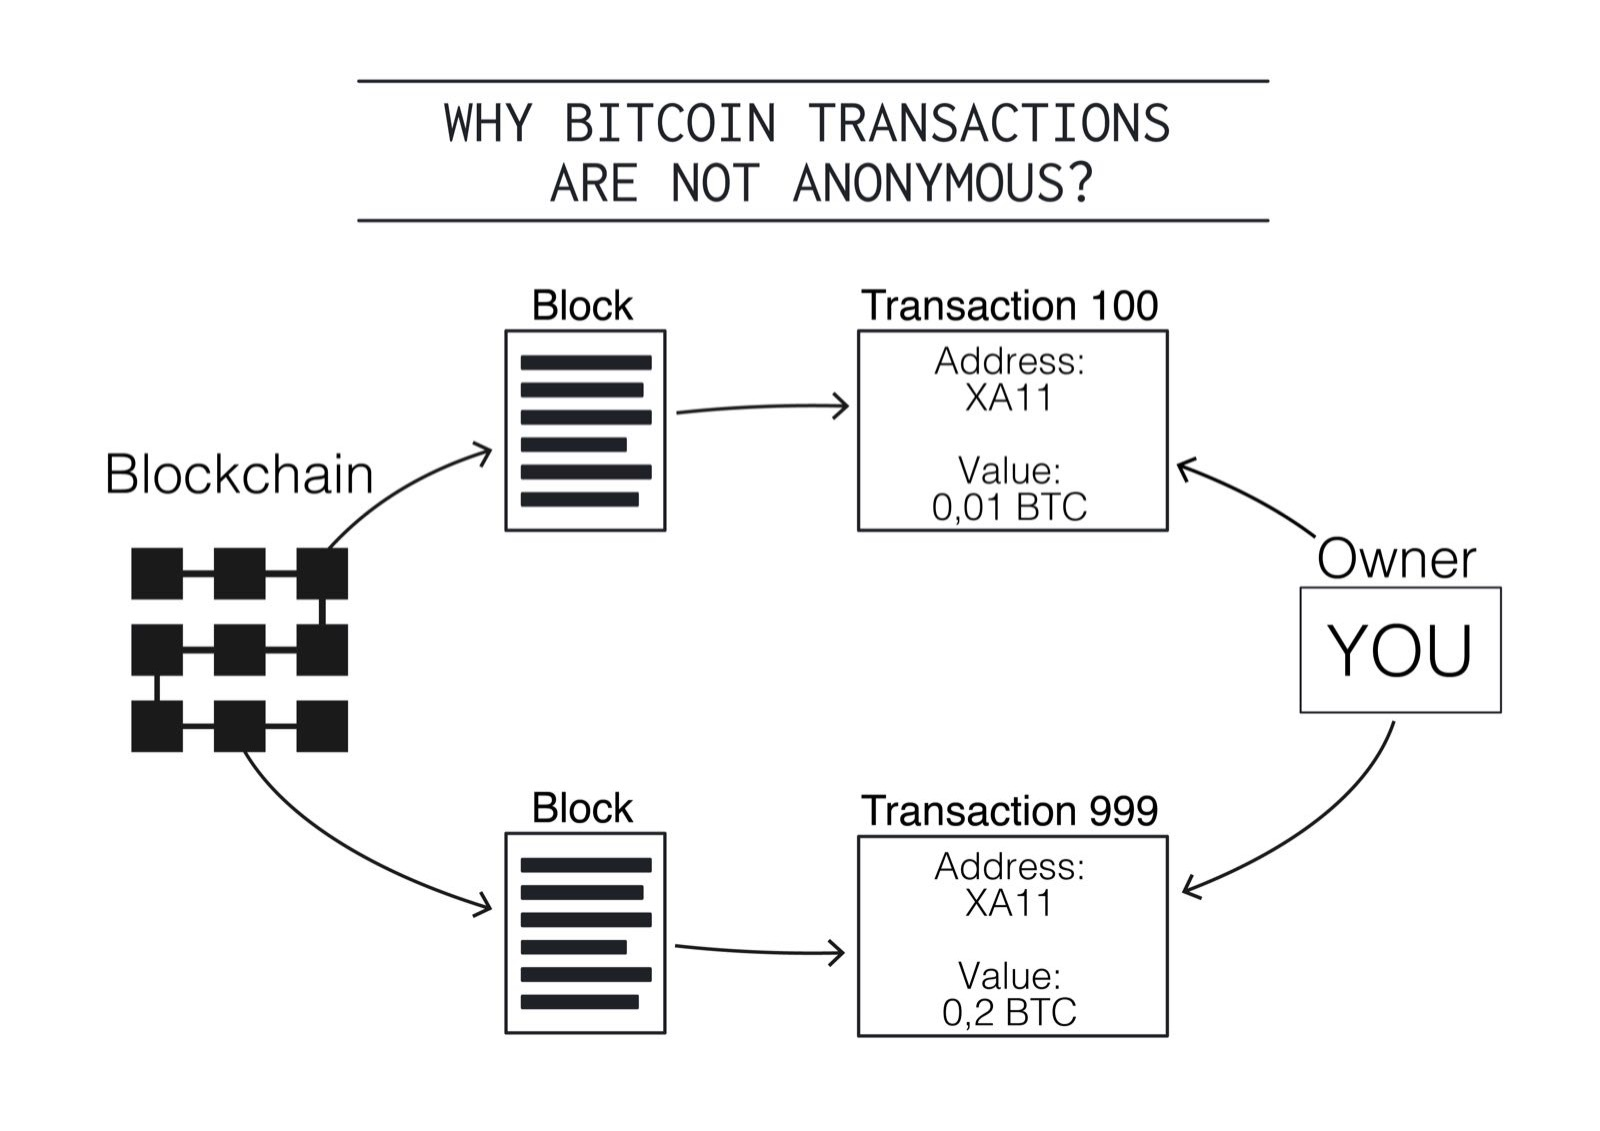 WHY BITCOIN TRANSACTIONS
ARE NOT ANONYMOUS?
Block
Transaction 100
Address:
XA11
Value:
0,01 BTC
Blockchain
Owner
YOU
Block
Transaction 999
Address:
XA11
Value:
0,2 BTC